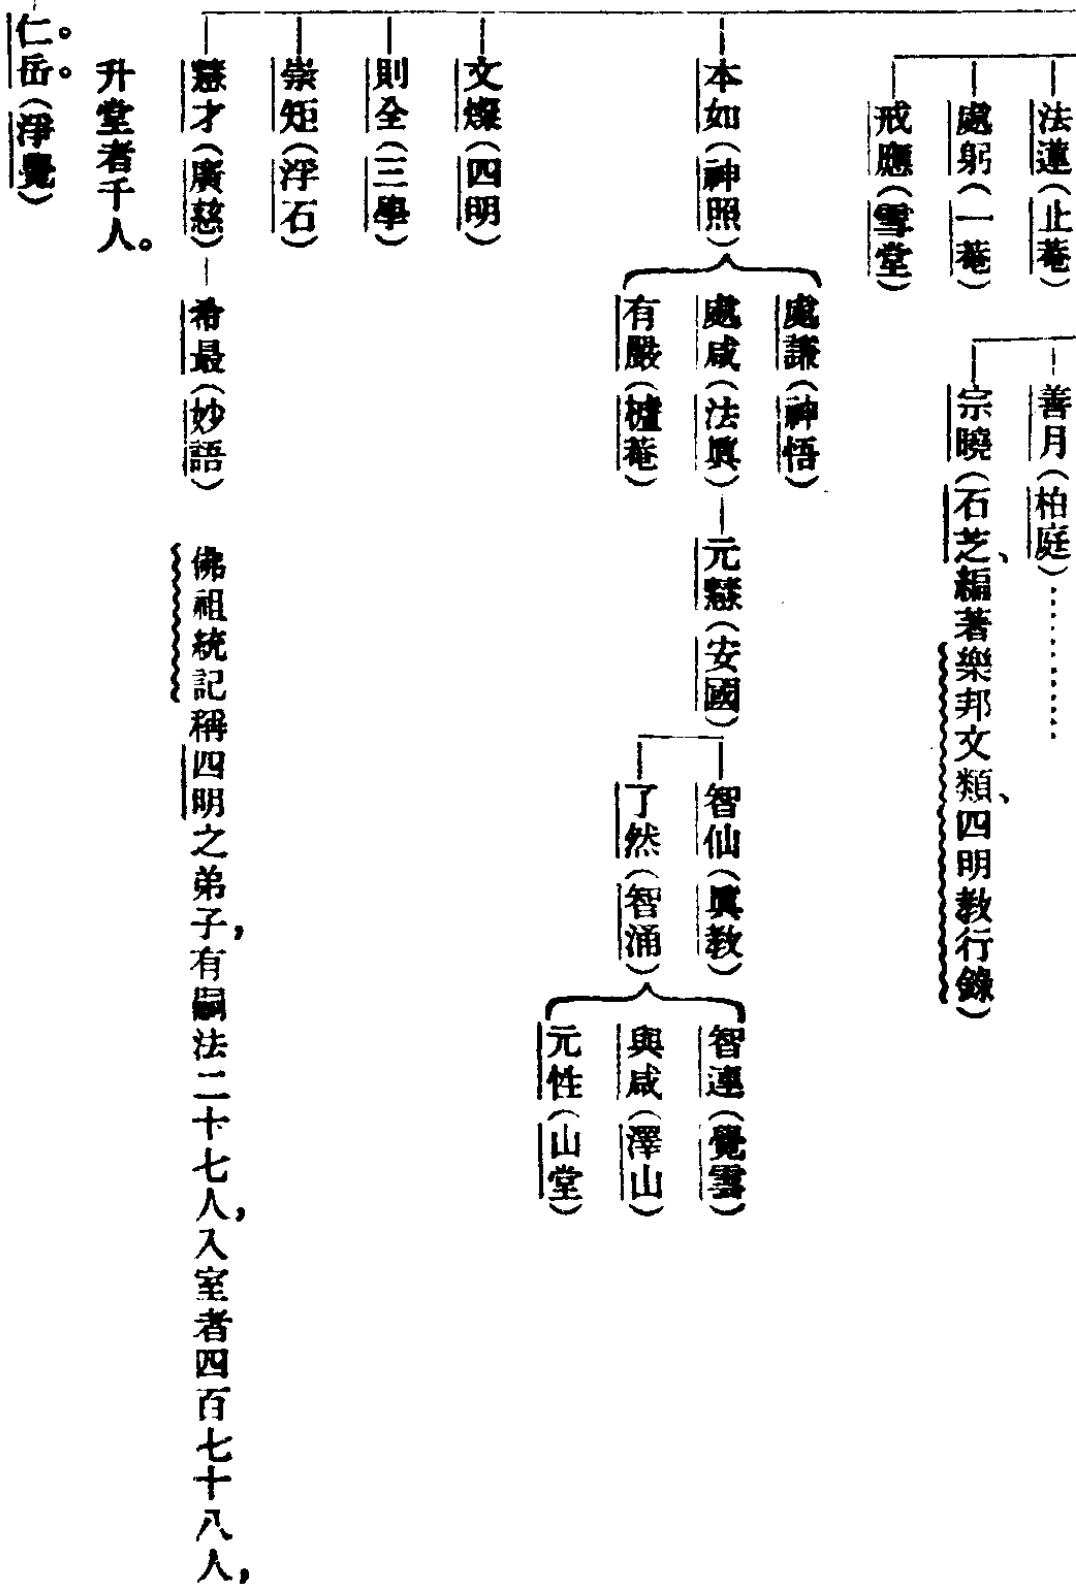 法蓮(止菴)
處躬(一菴)
戒應(雪堂)
善月(柏庭)…………
宗曉(石芝、編著樂邦文類、四明教行錄)
本如(神照)
處謙(神悟)
處咸(法眞)—元慧(安國)
有嚴(樝菴)
智仙(眞教)
了然(智涌)
智連(覺雲)
與咸(澤山)
元性(山堂)
文燦(四明)
則全(三學)
崇矩(浮石)
慧才(廣慈)—希最(妙語)
佛祖統記稱四明之弟子,有嗣法二十七人,入室者四百七十八人,
升堂者千人。
仁。岳。(淨覺)